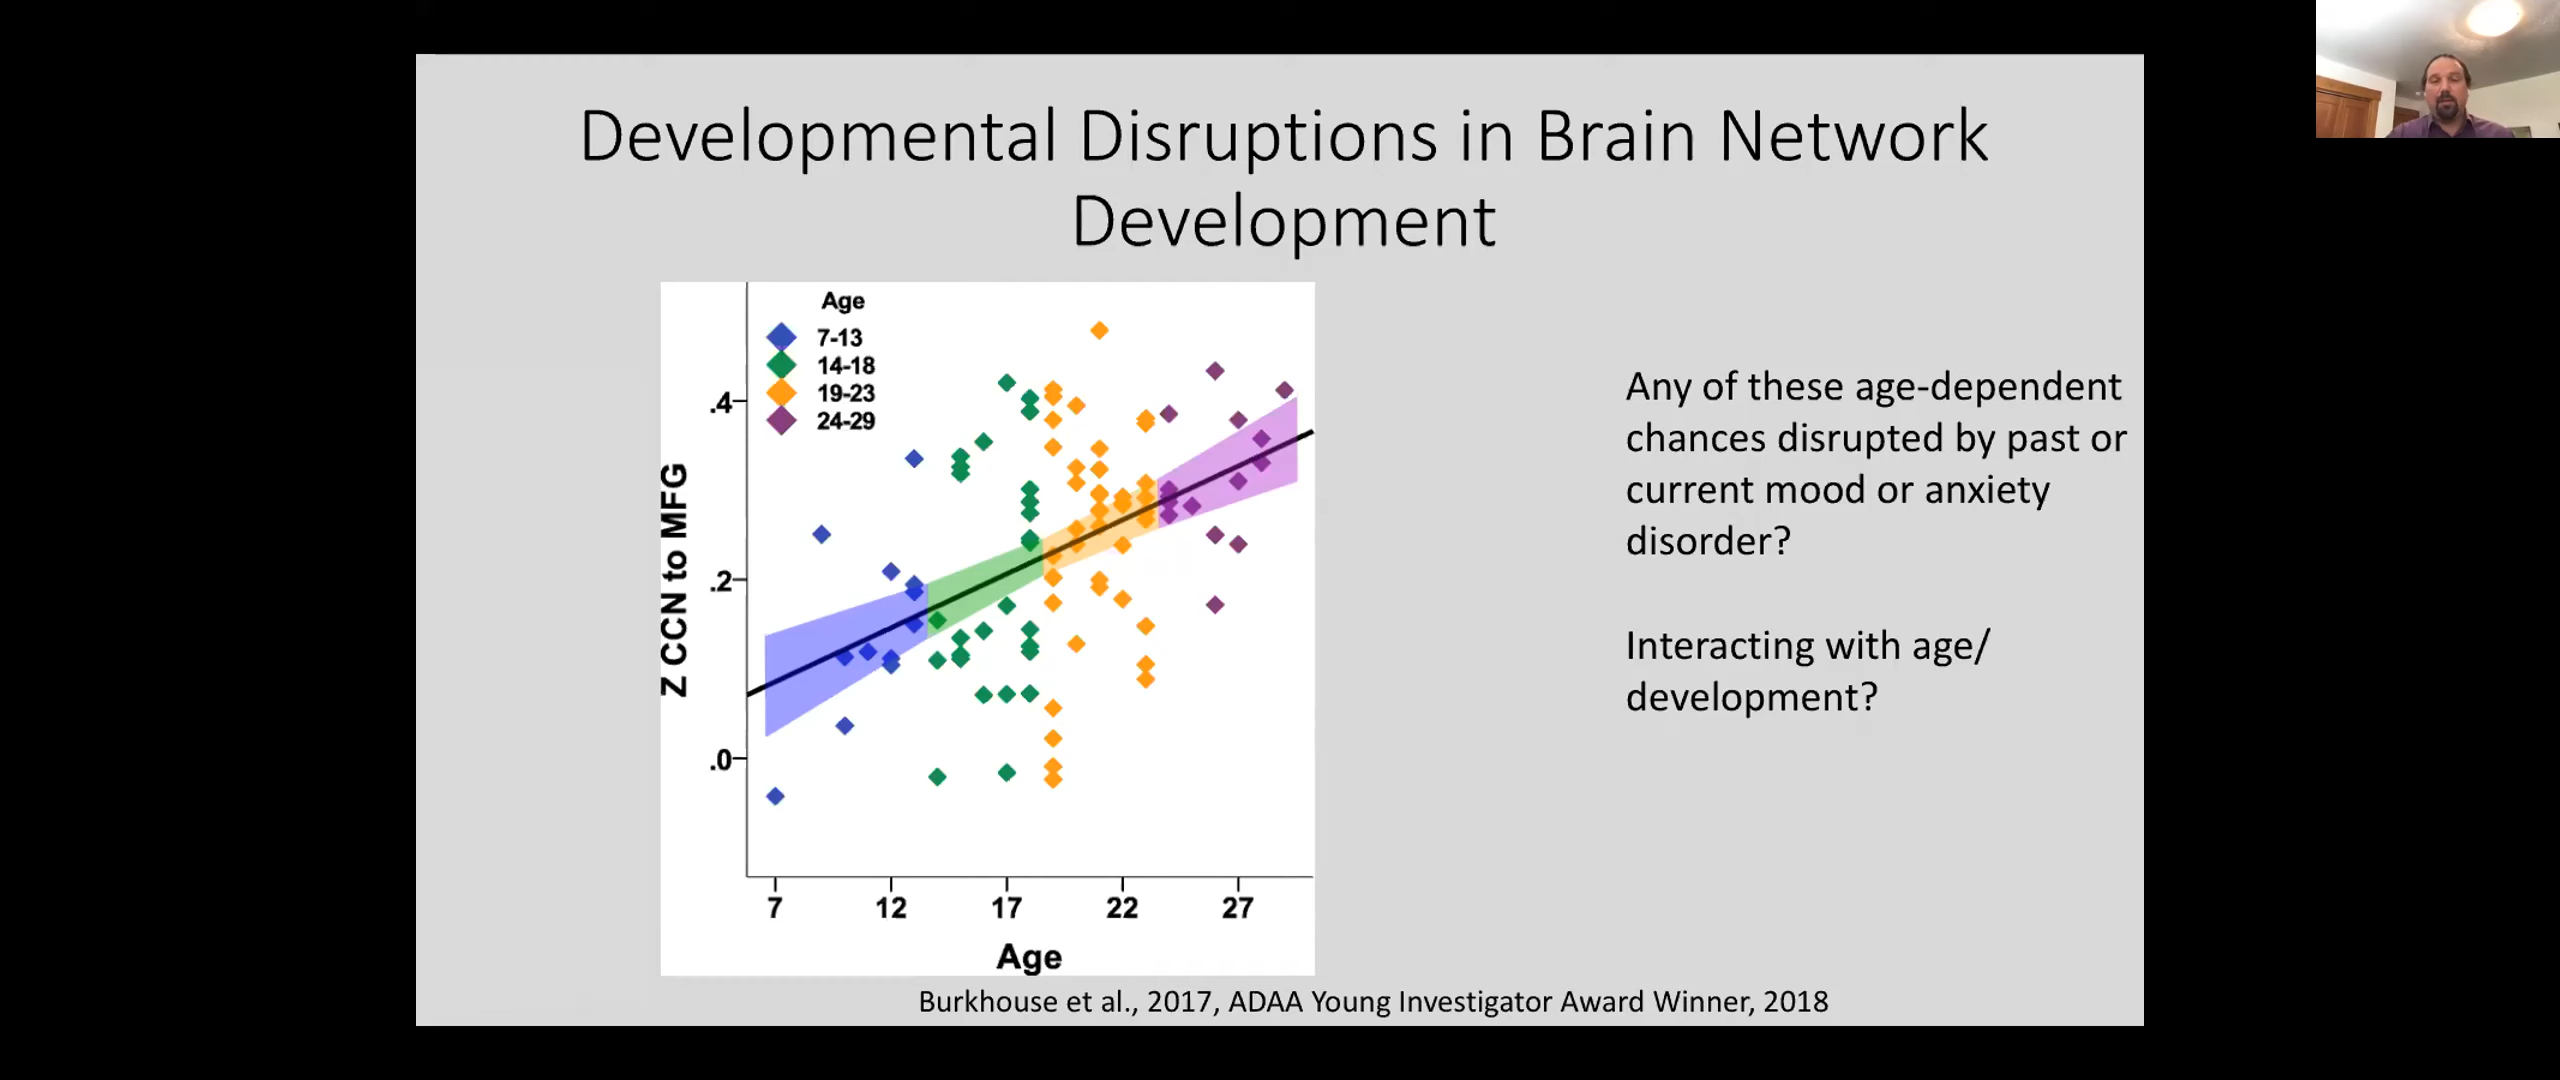 Developmental Disruptions in Brain Network
Development
Age
7-13
14-18
19-23
24-29
.4
.2
.0
Z CCN to MFG
7 12 17 22 27
Age
Any of these age-dependent
chances disrupted by past or
current mood or anxiety
disorder?
Interacting with age/
development?
Burkhouse et al., 2017, ADAA Young Investigator Award Winner, 2018